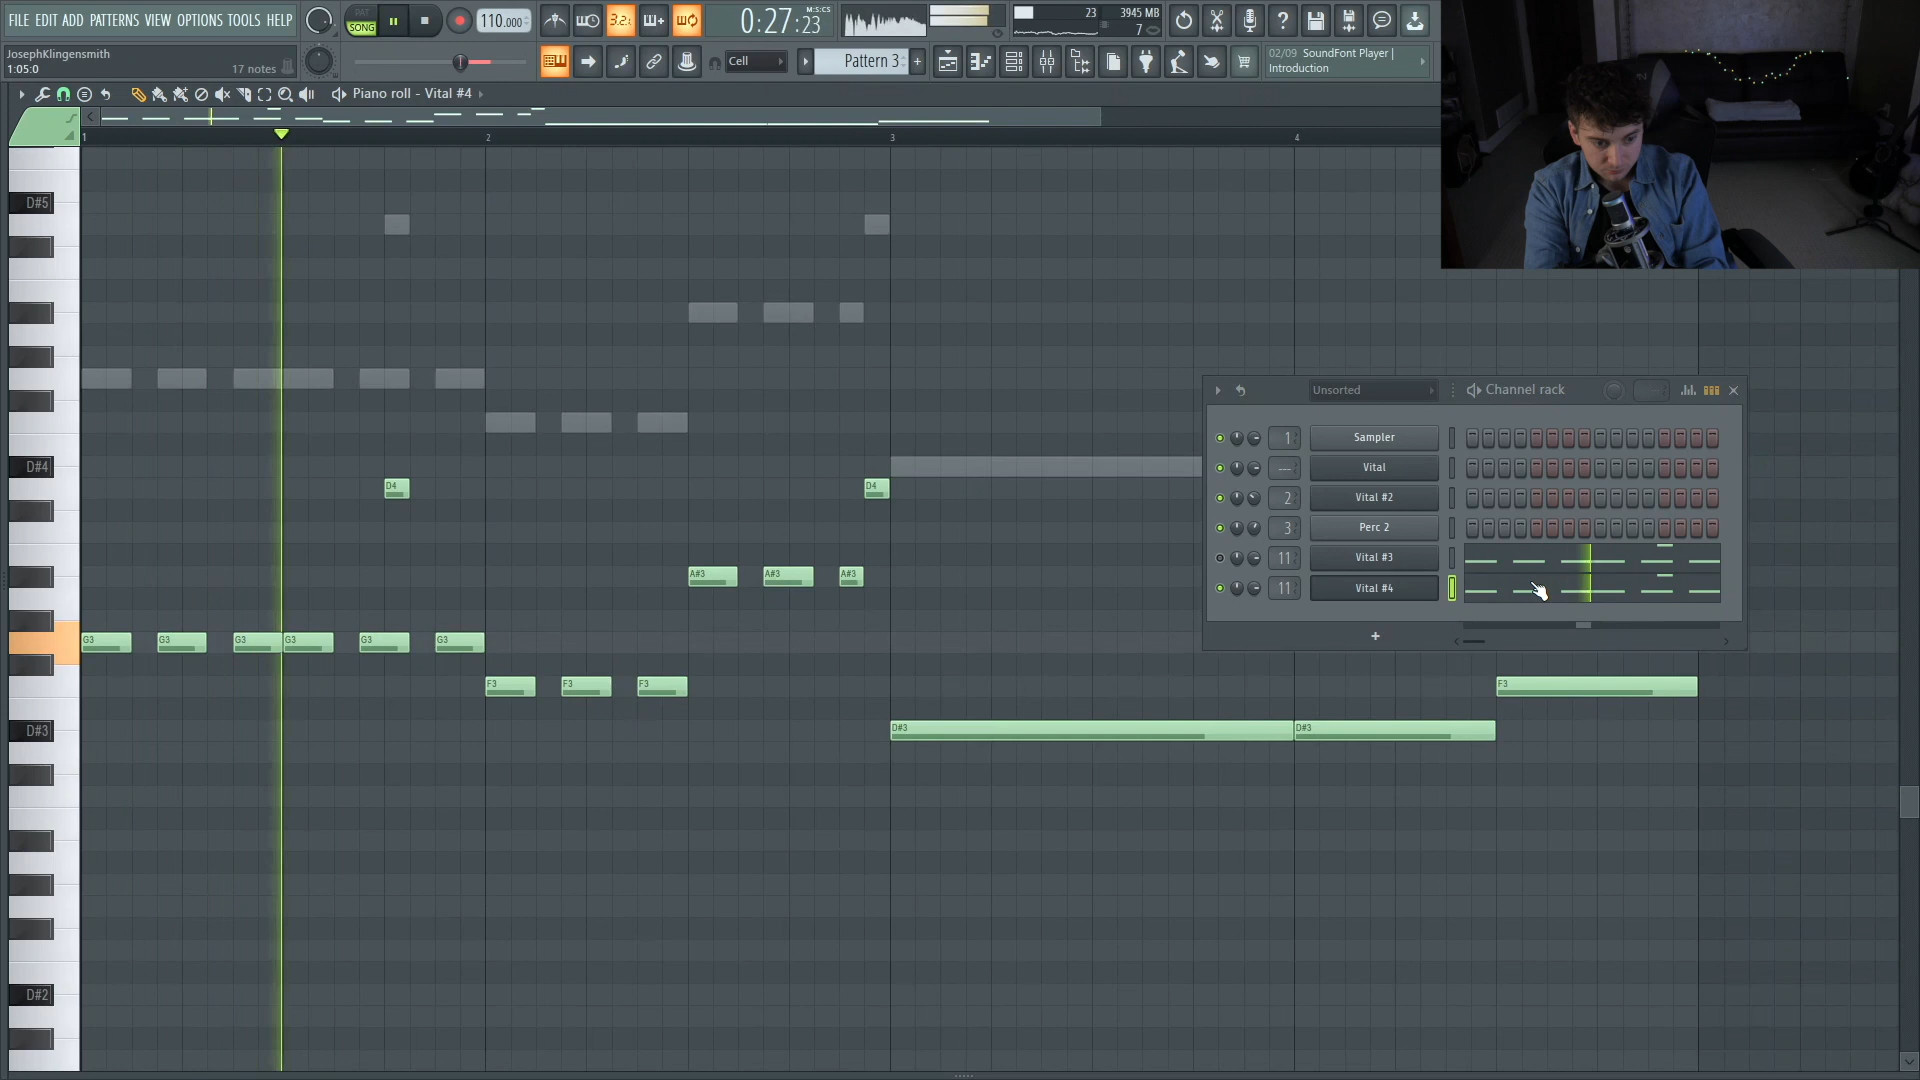 FILE EDIT ADD PATTERNS VIEW OPTIONS TOOLS HELP
PAT
SONG
110.000
3.2.
0:27:23
M:S:CS
23
3945 MB
7
JosephKlingensmith
1:05:0
17 notes
Cell
Pattern 3
+
02/09 SoundFont Player |
Introduction
Piano roll - Vital #4
1
2
3
4
D#5
D#4
D4
D4
A#3
A#3
A#3
G3
G3
G3
G3
G3
G3
F3
F3
F3
F3
D#3
D#3
D#3
D#2
Unsorted
Channel rack
1
Sampler
---
Vital
2
Vital #2
3
Perc 2
11
Vital #3
11
Vital #4
+